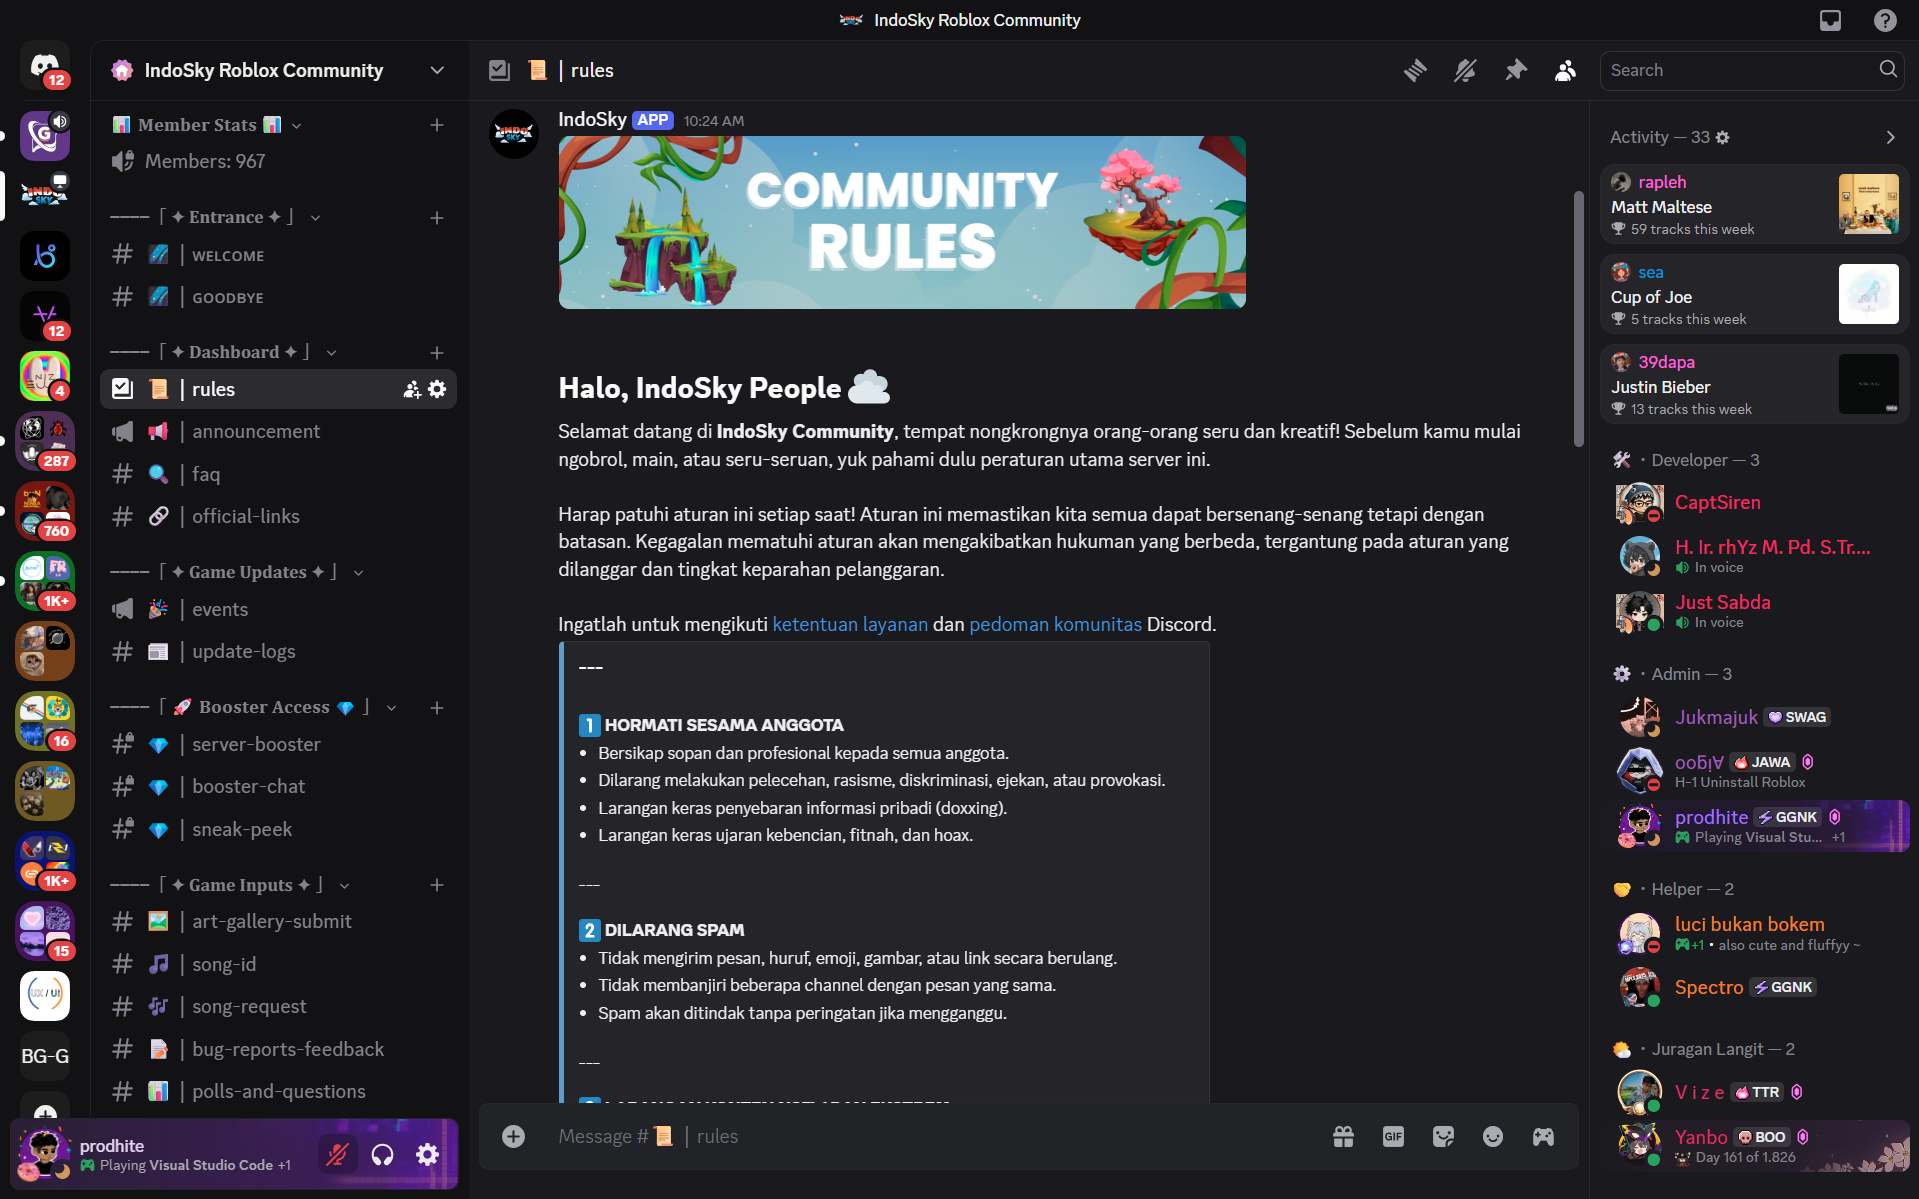 IndoSky Roblox Community
12
12
4
287
760
1K+
16
1K+
15
UX / UI
BG-G
IndoSky Roblox Community
Member Stats
Members: 967
──── ⌈ ✦ Entrance ✦ ⌋
| WELCOME
| GOODBYE
──── ⌈ ✦ Dashboard ✦ ⌋
| rules
| announcement
| faq
| official-links
──── ⌈ ✦ Game Updates ✦ ⌋
| events
| update-logs
──── ⌈ 🚀 Booster Access 💎 ⌋
| server-booster
| booster-chat
| sneak-peek
──── ⌈ ✦ Game Inputs ✦ ⌋
| art-gallery-submit
| song-id
| song-request
| bug-reports-feedback
| polls-and-questions
prodhite
Playing Visual Studio Code +1
| rules
Search
INDO SKY
IndoSky APP 10:24 AM
COMMUNITY
RULES
Halo, IndoSky People ☁️
Selamat datang di IndoSky Community, tempat nongkrongnya orang-orang seru dan kreatif! Sebelum kamu mulai
ngobrol, main, atau seru-seruan, yuk pahami dulu peraturan utama server ini.
Harap patuhi aturan ini setiap saat! Aturan ini memastikan kita semua dapat bersenang-senang tetapi dengan
batasan. Kegagalan mematuhi aturan akan mengakibatkan hukuman yang berbeda, tergantung pada aturan yang
dilanggar dan tingkat keparahan pelanggaran.
Ingatlah untuk mengikuti ketentuan layanan dan pedoman komunitas Discord.
---
1 HORMATI SESAMA ANGGOTA
• Bersikap sopan dan profesional kepada semua anggota.
• Dilarang melakukan pelecehan, rasisme, diskriminasi, ejekan, atau provokasi.
• Larangan keras penyebaran informasi pribadi (doxxing).
• Larangan keras ujaran kebencian, fitnah, dan hoax.
---
2 DILARANG SPAM
• Tidak mengirim pesan, huruf, emoji, gambar, atau link secara berulang.
• Tidak membanjiri beberapa channel dengan pesan yang sama.
• Spam akan ditindak tanpa peringatan jika mengganggu.
---
Message #📜 | rules
GIF
Activity — 33
rapleh
Matt Maltese
59 tracks this week
sea
Cup of Joe
5 tracks this week
39dapa
Justin Bieber
13 tracks this week
SWAG
🛠 · Developer — 3
CaptSiren
H. Ir. rhYz M. Pd. S.Tr....
In voice
Just Sabda
In voice
⚙ · Admin — 3
Jukmajuk SWAG
JAWA
H-1 Uninstall Roblox
prodhite GGNK
Playing Visual Stu... +1
· Helper — 2
luci bukan bokem
+1 • also cute and fluffyy ~
Spectro GGNK
· Juragan Langit — 2
V i z e TTR
Yanbo BOO
Day 161 of 1.826